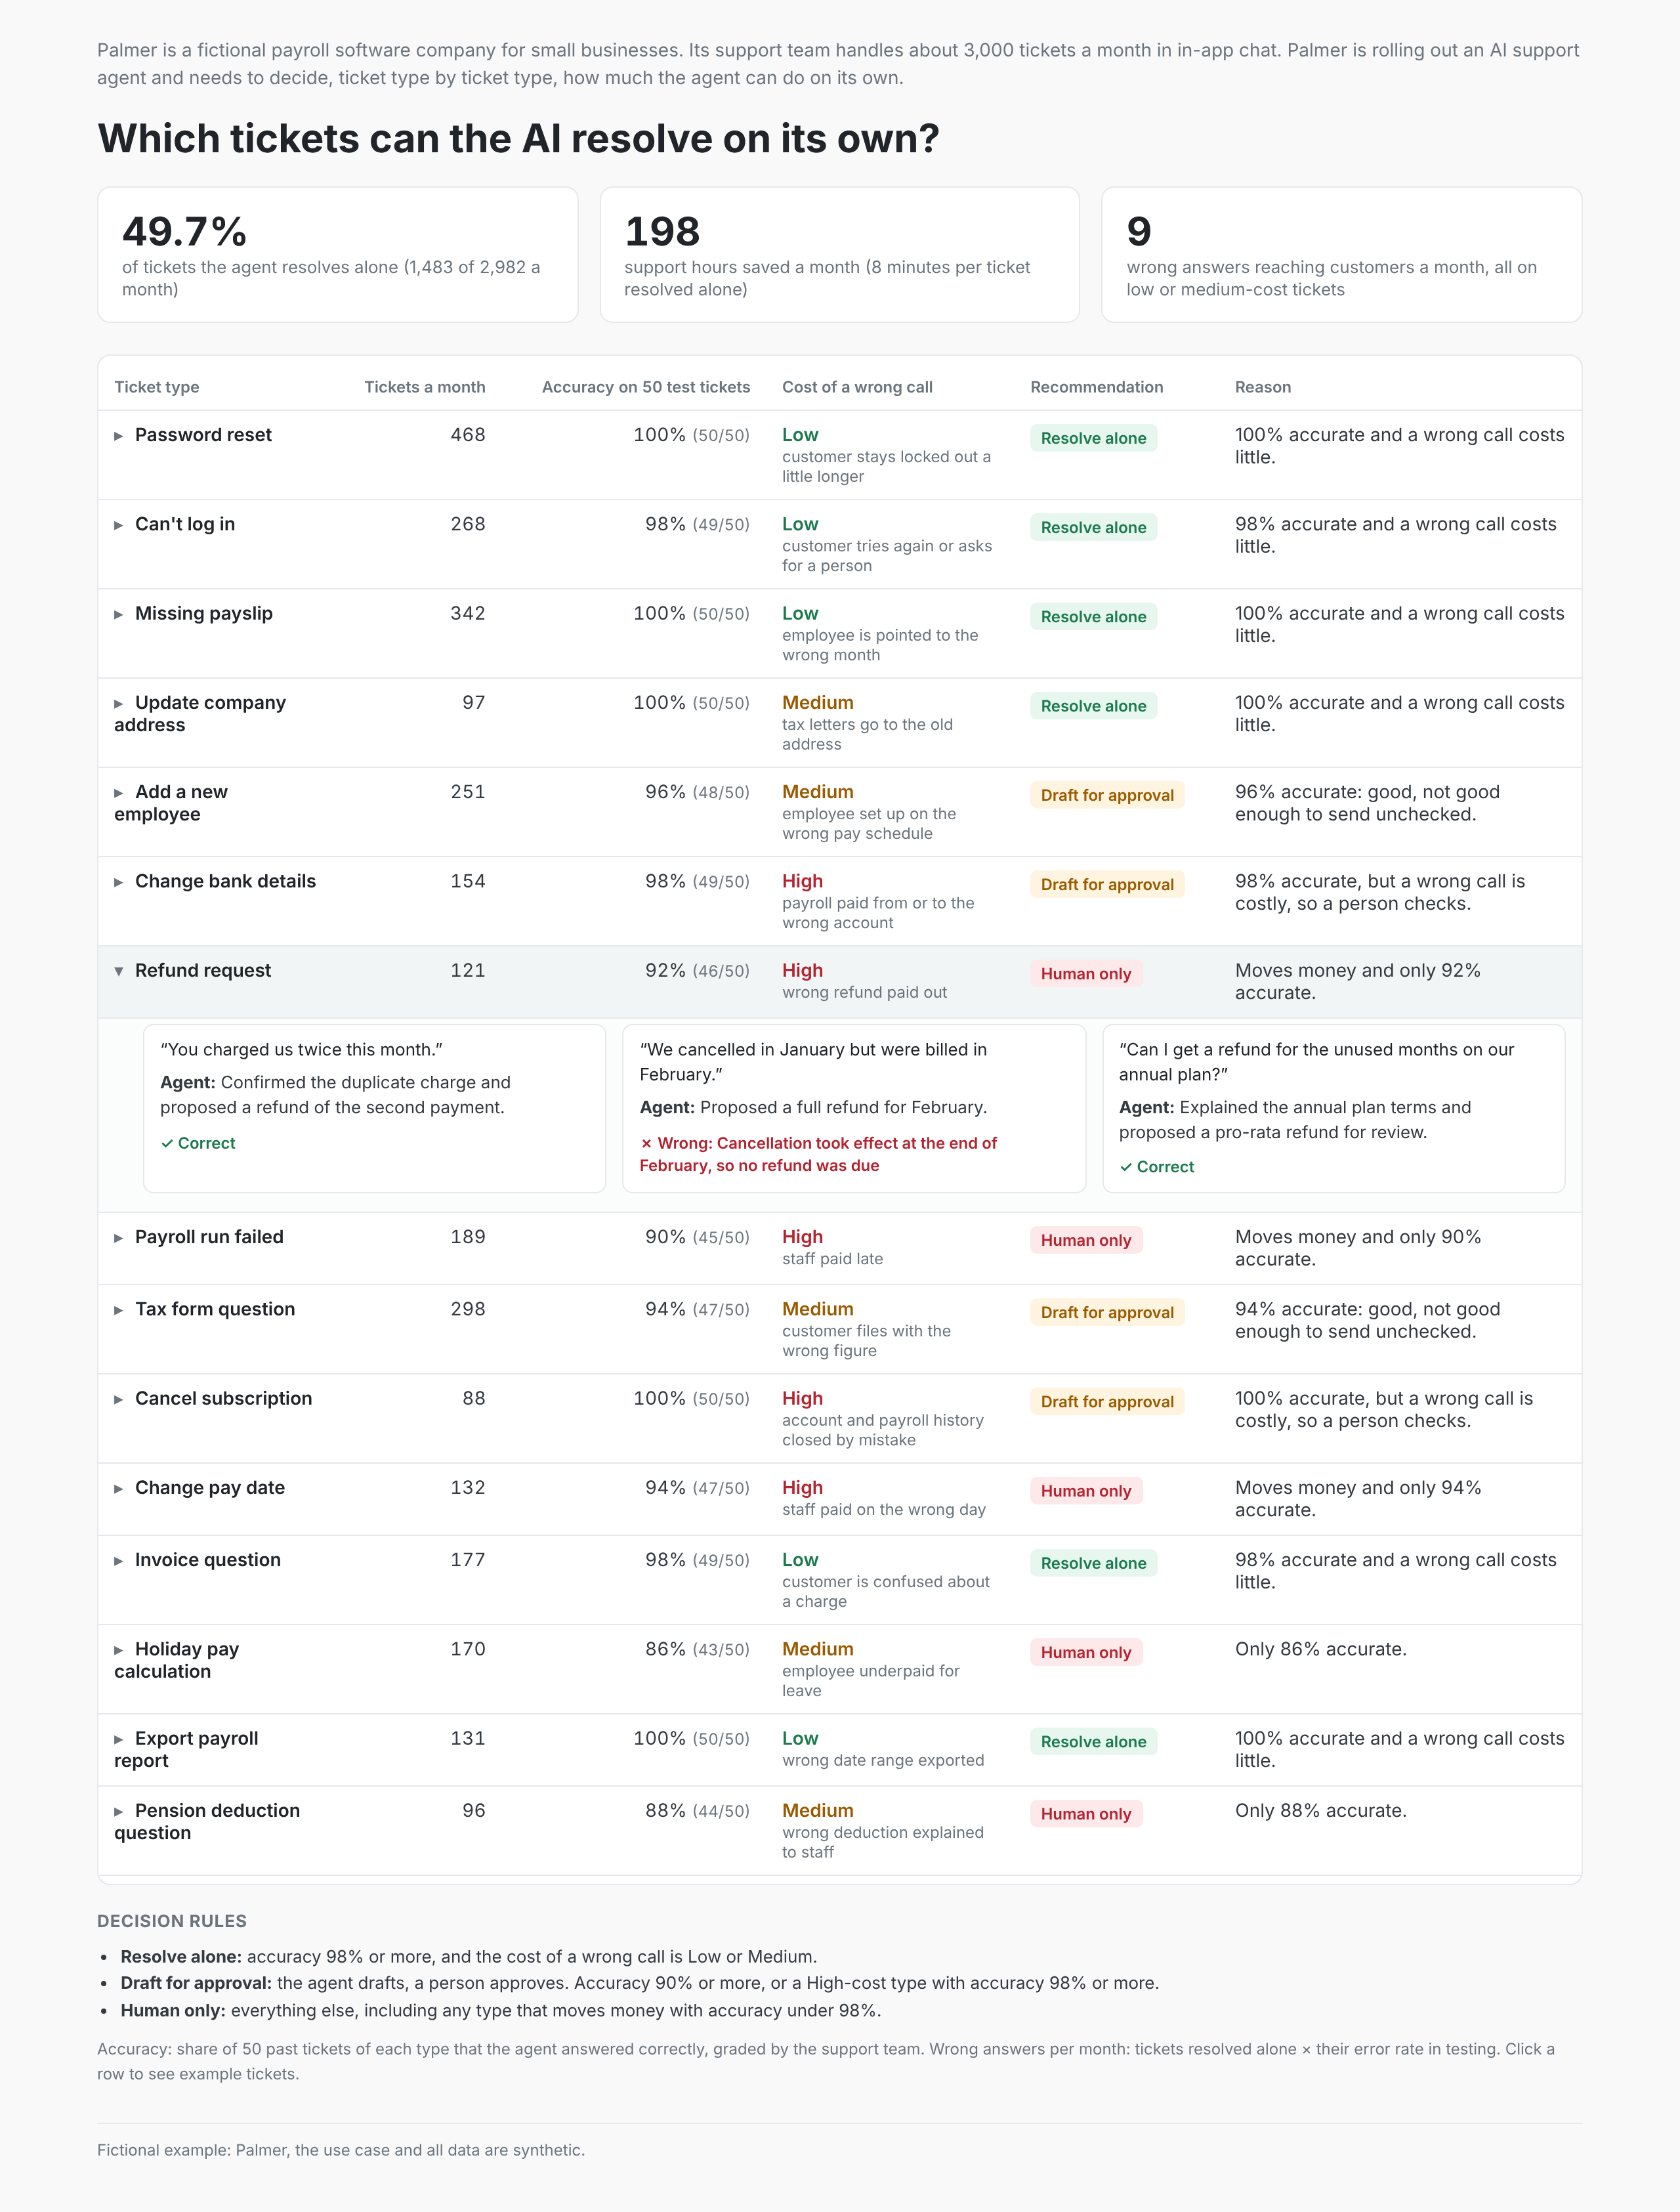 Palmer is a fictional payroll software company for small businesses. Its support team handles about 3,000 tickets a month in in-app chat. Palmer is rolling out an AI support
agent and needs to decide, ticket type by ticket type, how much the agent can do on its own.
Which tickets can the AI resolve on its own?
49.7%
of tickets the agent resolves alone (1,483 of 2,982 a
month)
198
support hours saved a month (8 minutes per ticket
resolved alone)
9
wrong answers reaching customers a month, all on
low or medium-cost tickets
Ticket type Tickets a month Accuracy on 50 test tickets Cost of a wrong call Recommendation Reason
▸ Password reset 468 100% (50/50) Low Resolve alone 100% accurate and a wrong call costs
customer stays locked out a little.
little longer
▸ Can't log in 268 98% (49/50) Low Resolve alone 98% accurate and a wrong call costs
customer tries again or asks little.
for a person
▸ Missing payslip 342 100% (50/50) Low Resolve alone 100% accurate and a wrong call costs
employee is pointed to the little.
wrong month
▸ Update company 97 100% (50/50) Medium Resolve alone 100% accurate and a wrong call costs
address tax letters go to the old little.
address
▸ Add a new 251 96% (48/50) Medium Draft for approval 96% accurate: good, not good
employee employee set up on the enough to send unchecked.
wrong pay schedule
▸ Change bank details 154 98% (49/50) High Draft for approval 98% accurate, but a wrong call is
payroll paid from or to the costly, so a person checks.
wrong account
▾ Refund request 121 92% (46/50) High Human only Moves money and only 92%
wrong refund paid out accurate.
“You charged us twice this month.”
Agent: Confirmed the duplicate charge and
proposed a refund of the second payment.
✓ Correct
“We cancelled in January but were billed in
February.”
Agent: Proposed a full refund for February.
× Wrong: Cancellation took effect at the end of
February, so no refund was due
“Can I get a refund for the unused months on our
annual plan?”
Agent: Explained the annual plan terms and
proposed a pro-rata refund for review.
✓ Correct
▸ Payroll run failed 189 90% (45/50) High Human only Moves money and only 90%
staff paid late accurate.
▸ Tax form question 298 94% (47/50) Medium Draft for approval 94% accurate: good, not good
customer files with the enough to send unchecked.
wrong figure
▸ Cancel subscription 88 100% (50/50) High Draft for approval 100% accurate, but a wrong call is
account and payroll history costly, so a person checks.
closed by mistake
▸ Change pay date 132 94% (47/50) High Human only Moves money and only 94%
staff paid on the wrong day accurate.
▸ Invoice question 177 98% (49/50) Low Resolve alone 98% accurate and a wrong call costs
customer is confused about little.
a charge
▸ Holiday pay 170 86% (43/50) Medium Human only Only 86% accurate.
calculation employee underpaid for
leave
▸ Export payroll 131 100% (50/50) Low Resolve alone 100% accurate and a wrong call costs
report wrong date range exported little.
▸ Pension deduction 96 88% (44/50) Medium Human only Only 88% accurate.
question wrong deduction explained
to staff
DECISION RULES
• Resolve alone: accuracy 98% or more, and the cost of a wrong call is Low or Medium.
• Draft for approval: the agent drafts, a person approves. Accuracy 90% or more, or a High-cost type with accuracy 98% or more.
• Human only: everything else, including any type that moves money with accuracy under 98%.
Accuracy: share of 50 past tickets of each type that the agent answered correctly, graded by the support team. Wrong answers per month: tickets resolved alone × their error rate in testing. Click a
row to see example tickets.
Fictional example: Palmer, the use case and all data are synthetic.